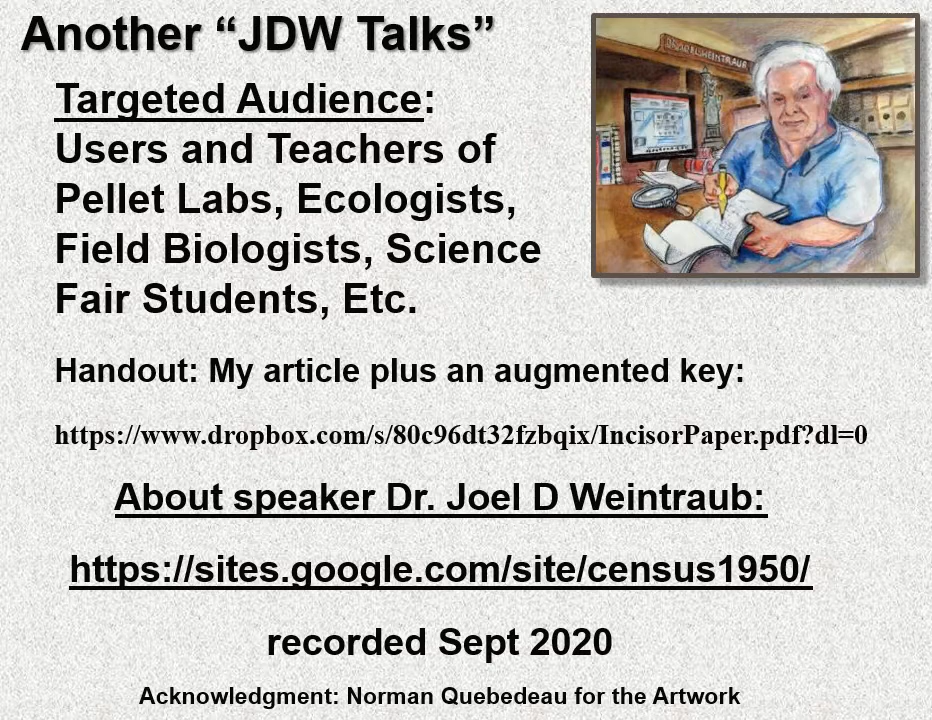 Another “JDW Talks”
Targeted Audience:
Users and Teachers of
Pellet Labs, Ecologists,
Field Biologists, Science
Fair Students, Etc.
Handout: My article plus an augmented key:
https://www.dropbox.com/s/80c96dt32fzbqix/IncisorPaper.pdf?dl=0
About speaker Dr. Joel D Weintraub:
https://sites.google.com/site/census1950/
recorded Sept 2020
Acknowledgment: Norman Quebedeau for the Artwork